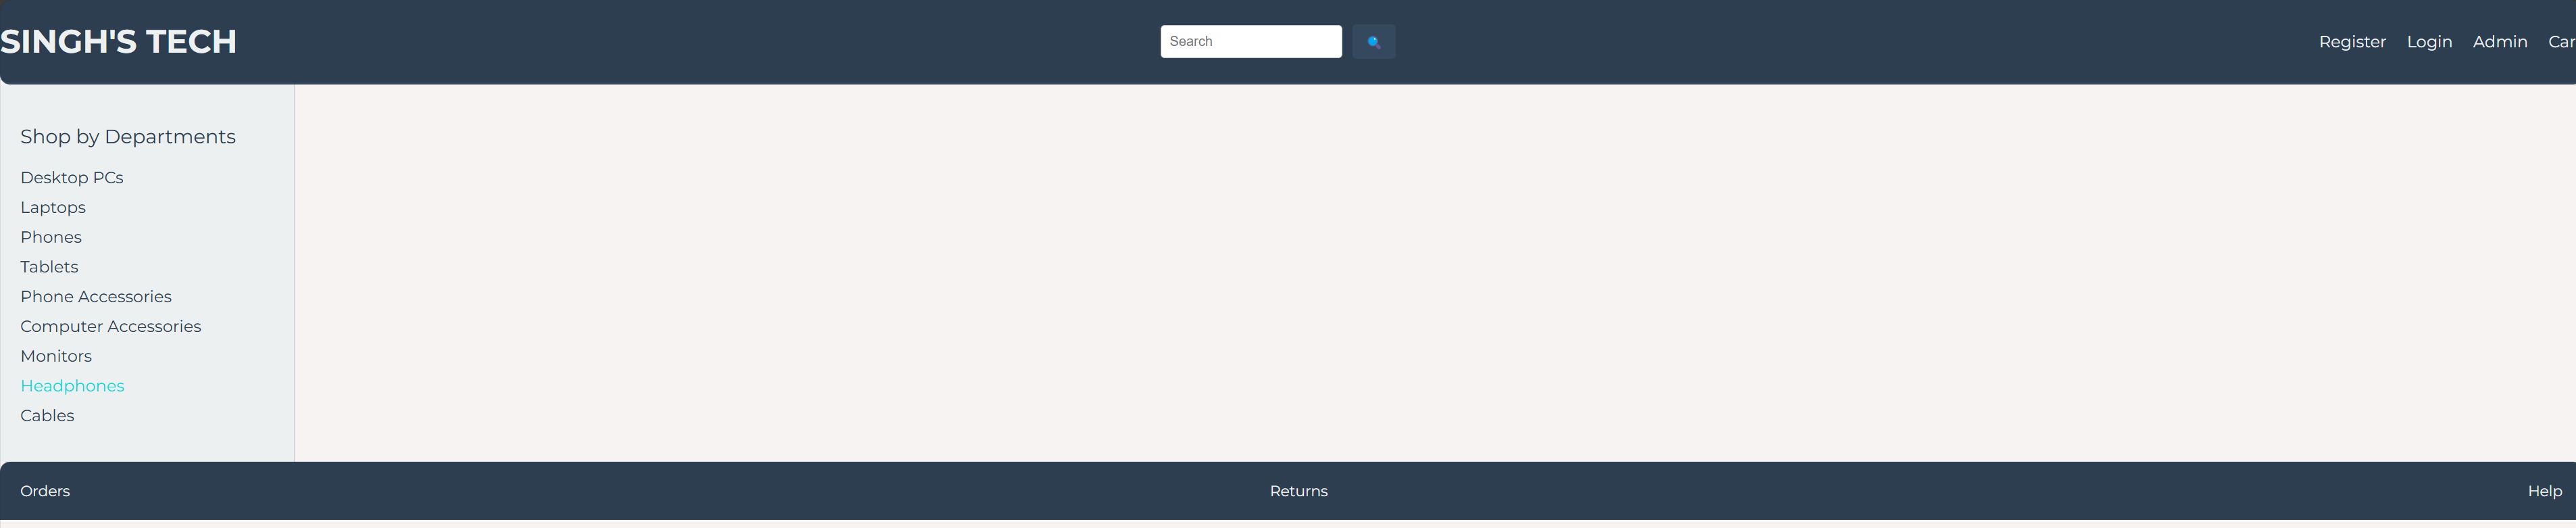 SINGH'S TECH
Search
Register Login Admin Car
Shop by Departments
Desktop PCs
Laptops
Phones
Tablets
Phone Accessories
Computer Accessories
Monitors
Headphones
Cables
Orders Returns Help